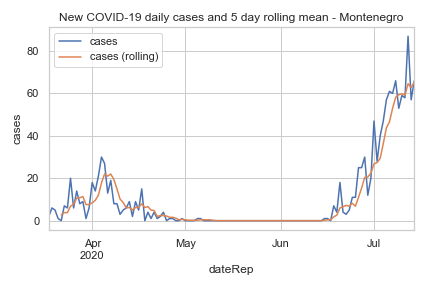 New COVID-19 daily cases and 5 day rolling mean - Montenegro
cases
cases (rolling)
cases
80
60
40
20
0
Apr
2020
May
Jun
Jul
dateRep